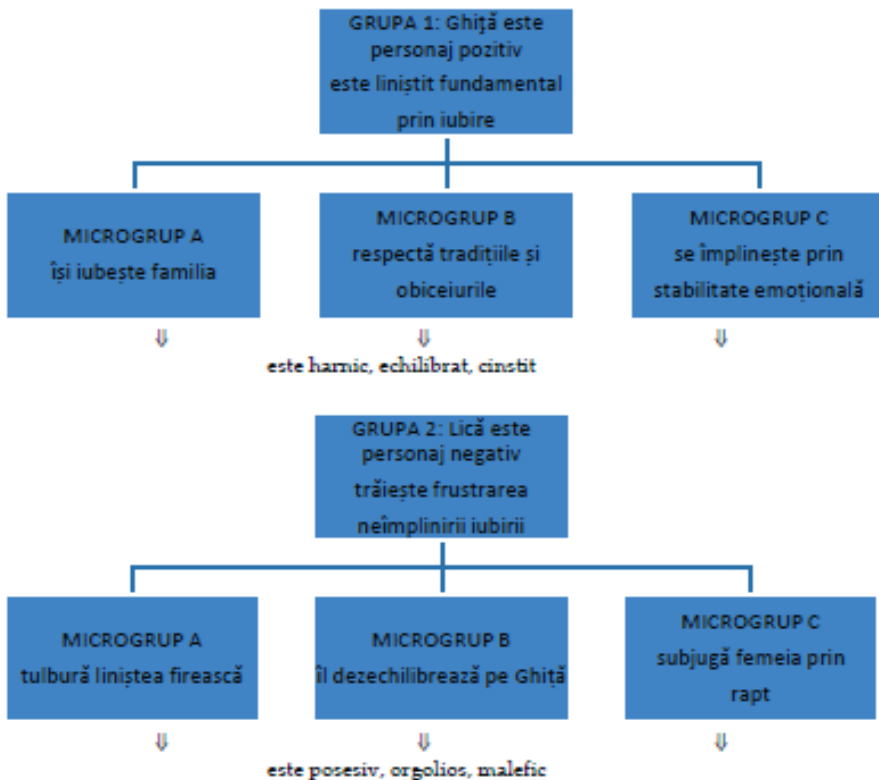 GRUPA 1: Ghiță este
personaj pozitiv
este liniștit fundamental
prin iubire
MICROGRUP A
își iubește familia
MICROGRUP B
respectă tradițiile și
obiceiurile
MICROGRUP C
se împlinește prin
stabilitate emoțională
⇓ ⇓ ⇓
este harnic, echilibrat, cinstit
GRUPA 2: Lică este
personaj negativ
trăiește frustrarea
neîmplinirii iubirii
MICROGRUP A
tulbură liniștea firească
MICROGRUP B
îl dezechilibrează pe Ghiță
MICROGRUP C
subjugă femeia prin
rapt
⇓ ⇓ ⇓
este posesiv, orgolios, malefic